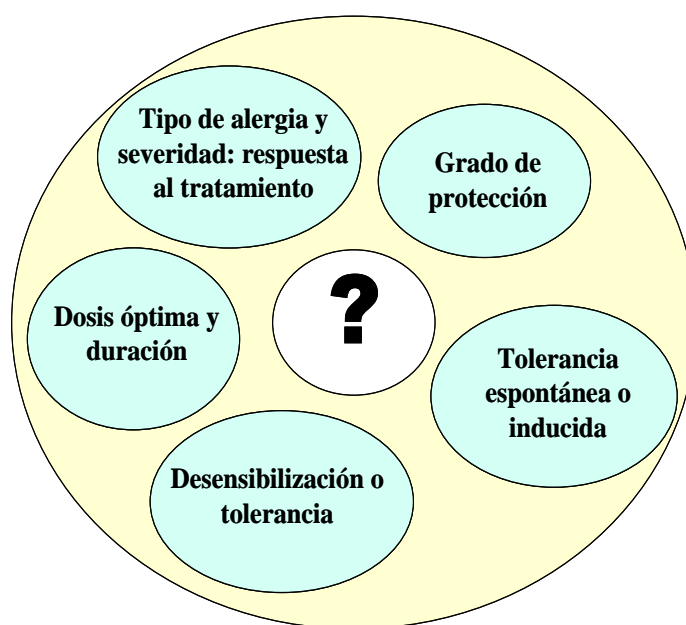 Tipo de alergia y
severidad: respuesta
al tratamiento
Grado de
protección
?
Dosis óptima y
duración
Tolerancia
espontánea o
inducida
Desensibilización o
tolerancia